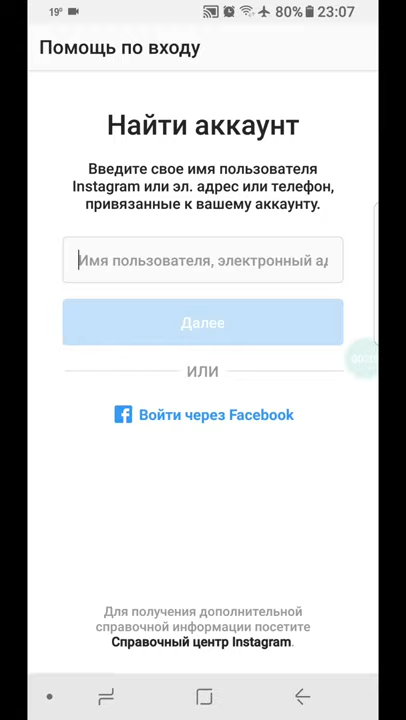 19° 80% 23:07
Помощь по входу
Найти аккаунт
Введите свое имя пользователя
Instagram или эл. адрес или телефон,
привязанные к вашему аккаунту.
Имя пользователя, электронный ад
Далее
ИЛИ
Войти через Facebook
Для получения дополнительной
справочной информации посетите
Справочный центр Instagram.